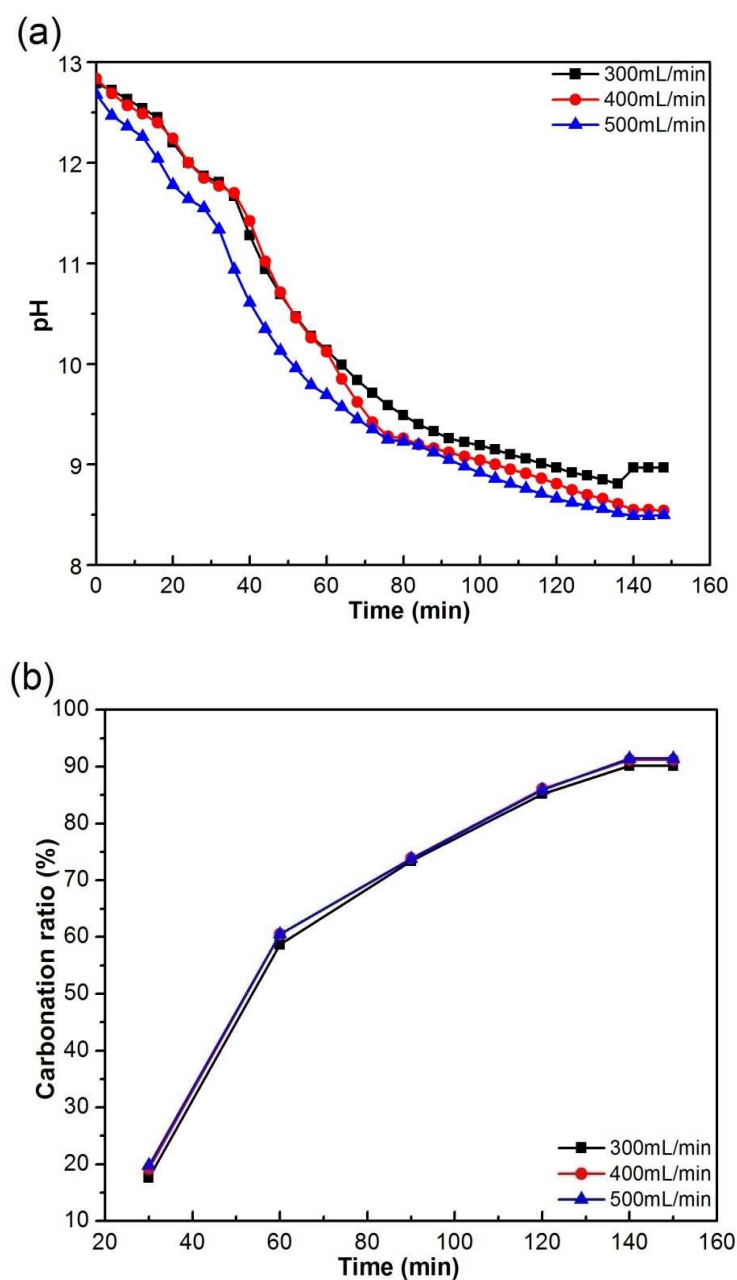 (a)
13
12
11
10
9
8
pH
0 20 40 60 80 100 120 140 160
Time (min)
300mL/min
400mL/min
500mL/min
(b)
100
90
80
70
60
50
40
30
20
10
Carbonation ratio (%)
20 40 60 80 100 120 140 160
Time (min)
300mL/min
400mL/min
500mL/min